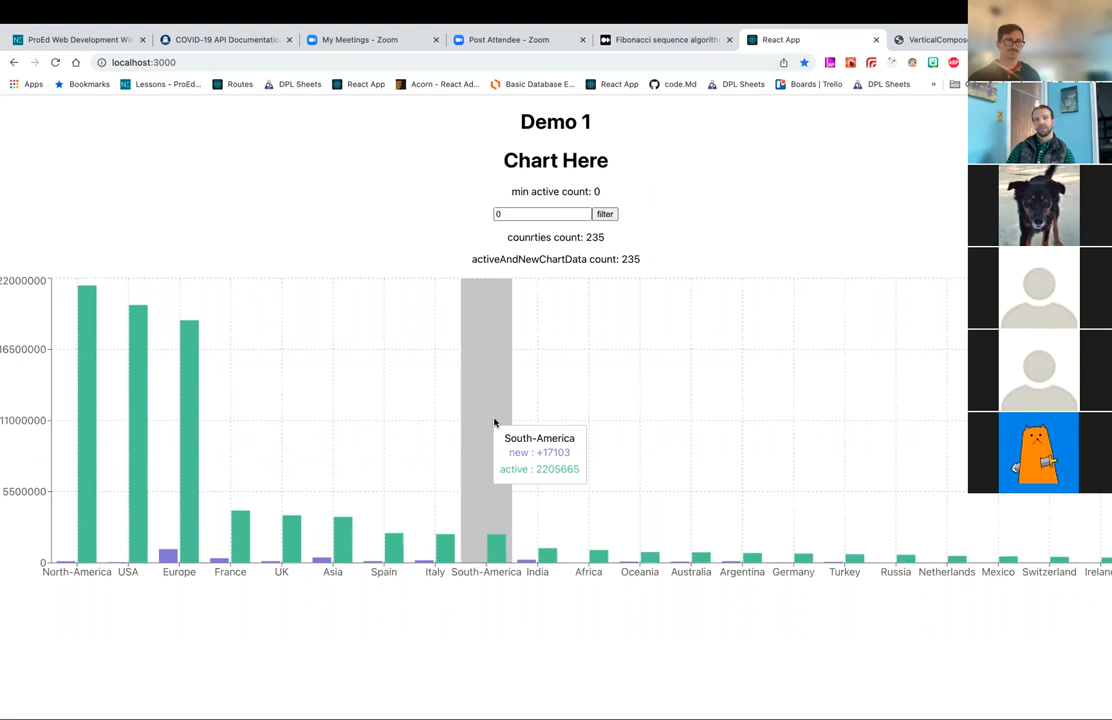 ProEd Web Development Wi
COVID-19 API Documentatio
My Meetings - Zoom
Post Attendee - Zoom
Fibonacci sequence algorith
React App
VerticalCompos
localhost:3000
Apps
Bookmarks
Lessons - ProEd...
Routes
DPL Sheets
React App
Acorn - React Ad...
Basic Database E...
React App
code.Md
DPL Sheets
Boards | Trello
DPL Sheets
Demo 1
Chart Here
min active count: 0
0 filter
counrties count: 235
activeAndNewChartData count: 235
22000000
16500000
11000000
5500000
0
South-America
new : +17103
active : 2205665
North-America USA Europe France UK Asia Spain Italy South-America India Africa Oceania Australia Argentina Germany Turkey Russia Netherlands Mexico Switzerland Irelan